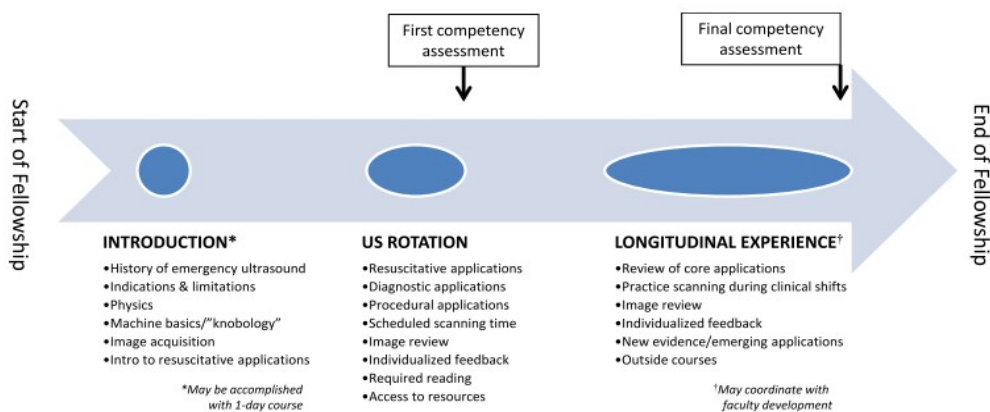 First competency
assessment
Final competency
assessment
Start of Fellowship
End of Fellowship
INTRODUCTION*
•History of emergency ultrasound
•Indications & limitations
•Physics
•Machine basics/”knobology”
•Image acquisition
•Intro to resuscitative applications
*May be accomplished
with 1-day course
US ROTATION
•Resuscitative applications
•Diagnostic applications
•Procedural applications
•Scheduled scanning time
•Image review
•Individualized feedback
•Required reading
•Access to resources
LONGITUDINAL EXPERIENCE†
•Review of core applications
•Practice scanning during clinical shifts
•Image review
•Individualized feedback
•New evidence/emerging applications
•Outside courses
†May coordinate with
faculty development